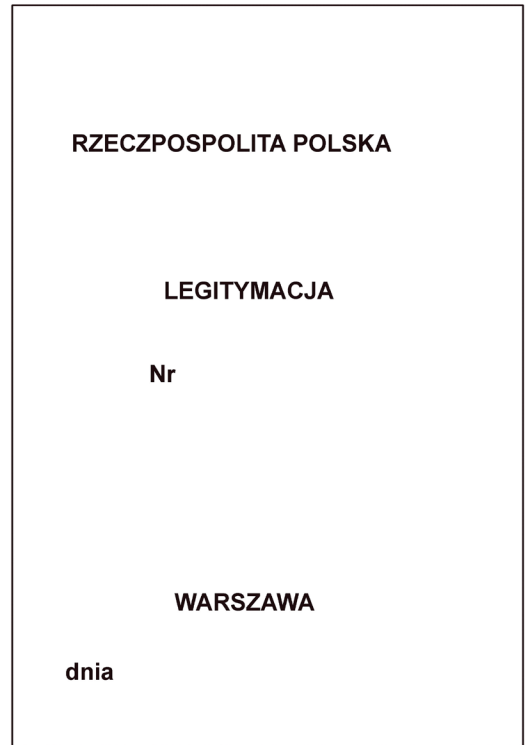 RZECZPOSPOLITA POLSKA
LEGITYMACJA
Nr
WARSZAWA
dnia